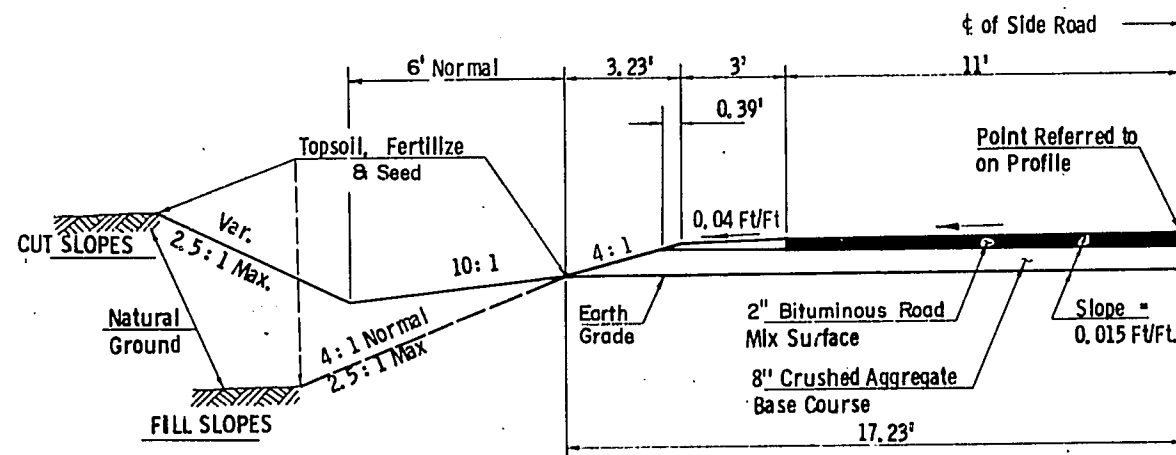 ℄ of Side Road
6' Normal
3.23'
3'
11'
0.39'
Topsoil, Fertilize
& Seed
Point Referred to
on Profile
0.04 Ft/Ft
Var.
2.5:1 Max.
CUT SLOPES
10:1
4:1
Natural
Ground
4:1 Normal
2.5:1 Max
Earth
Grade
2" Bituminous Road
Mix Surface
Slope =
0.015 Ft/Ft.
8" Crushed Aggregate
Base Course
FILL SLOPES
17.23'